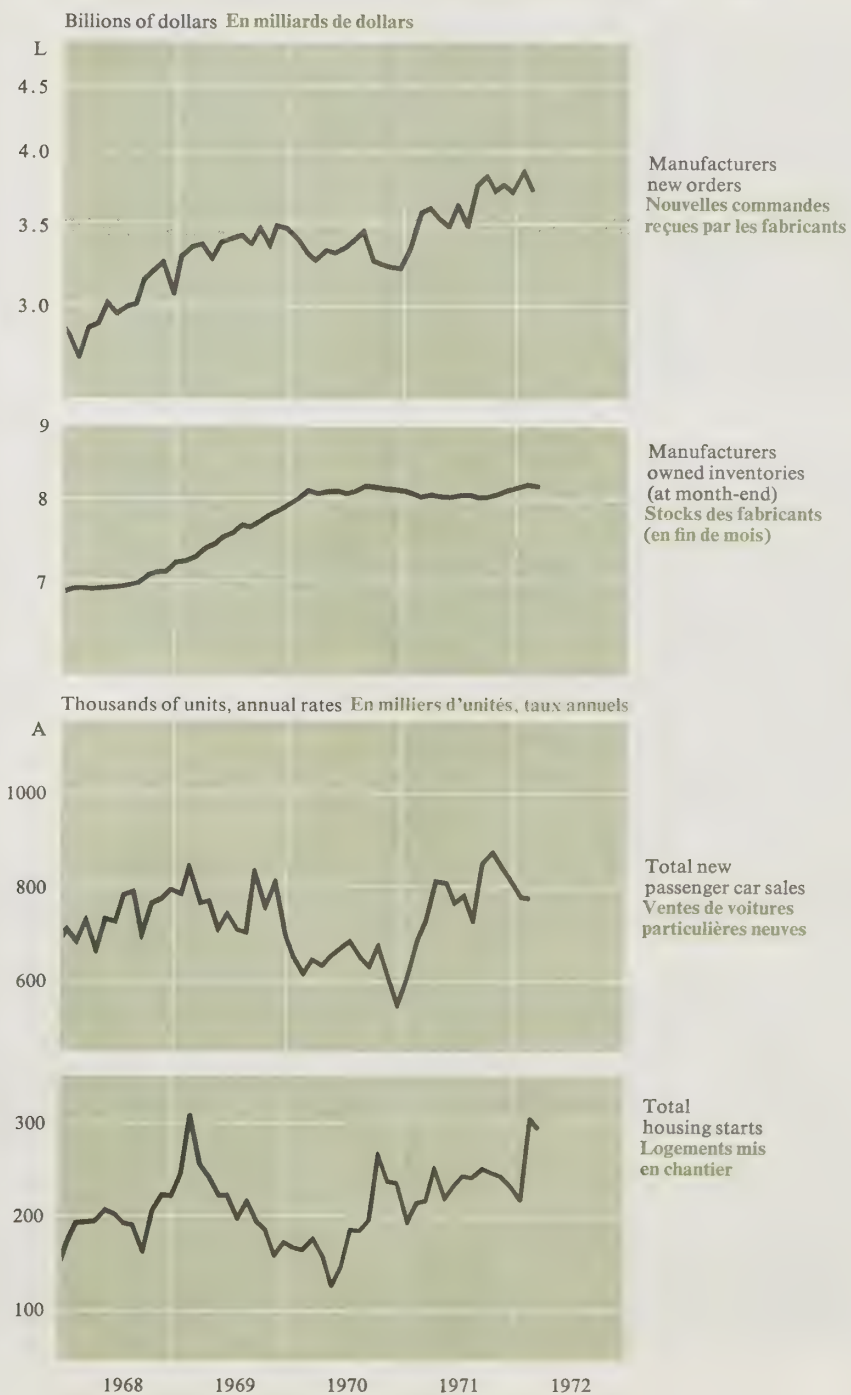 Billions of dollars En milliards de dollars
L
4.5
4.0
3.5
3.0
Manufacturers
new orders
Nouvelles commandes
reçues par les fabricants
9
8
7
Manufacturers
owned inventories
(at month-end)
Stocks des fabricants
(en fin de mois)
Thousands of units, annual rates En milliers d'unités, taux annuels
A
1000
800
600
Total new
passenger car sales
Ventes de voitures
particulières neuves
300
200
100
Total
housing starts
Logements mis
en chantier
1968 1969 1970 1971 1972